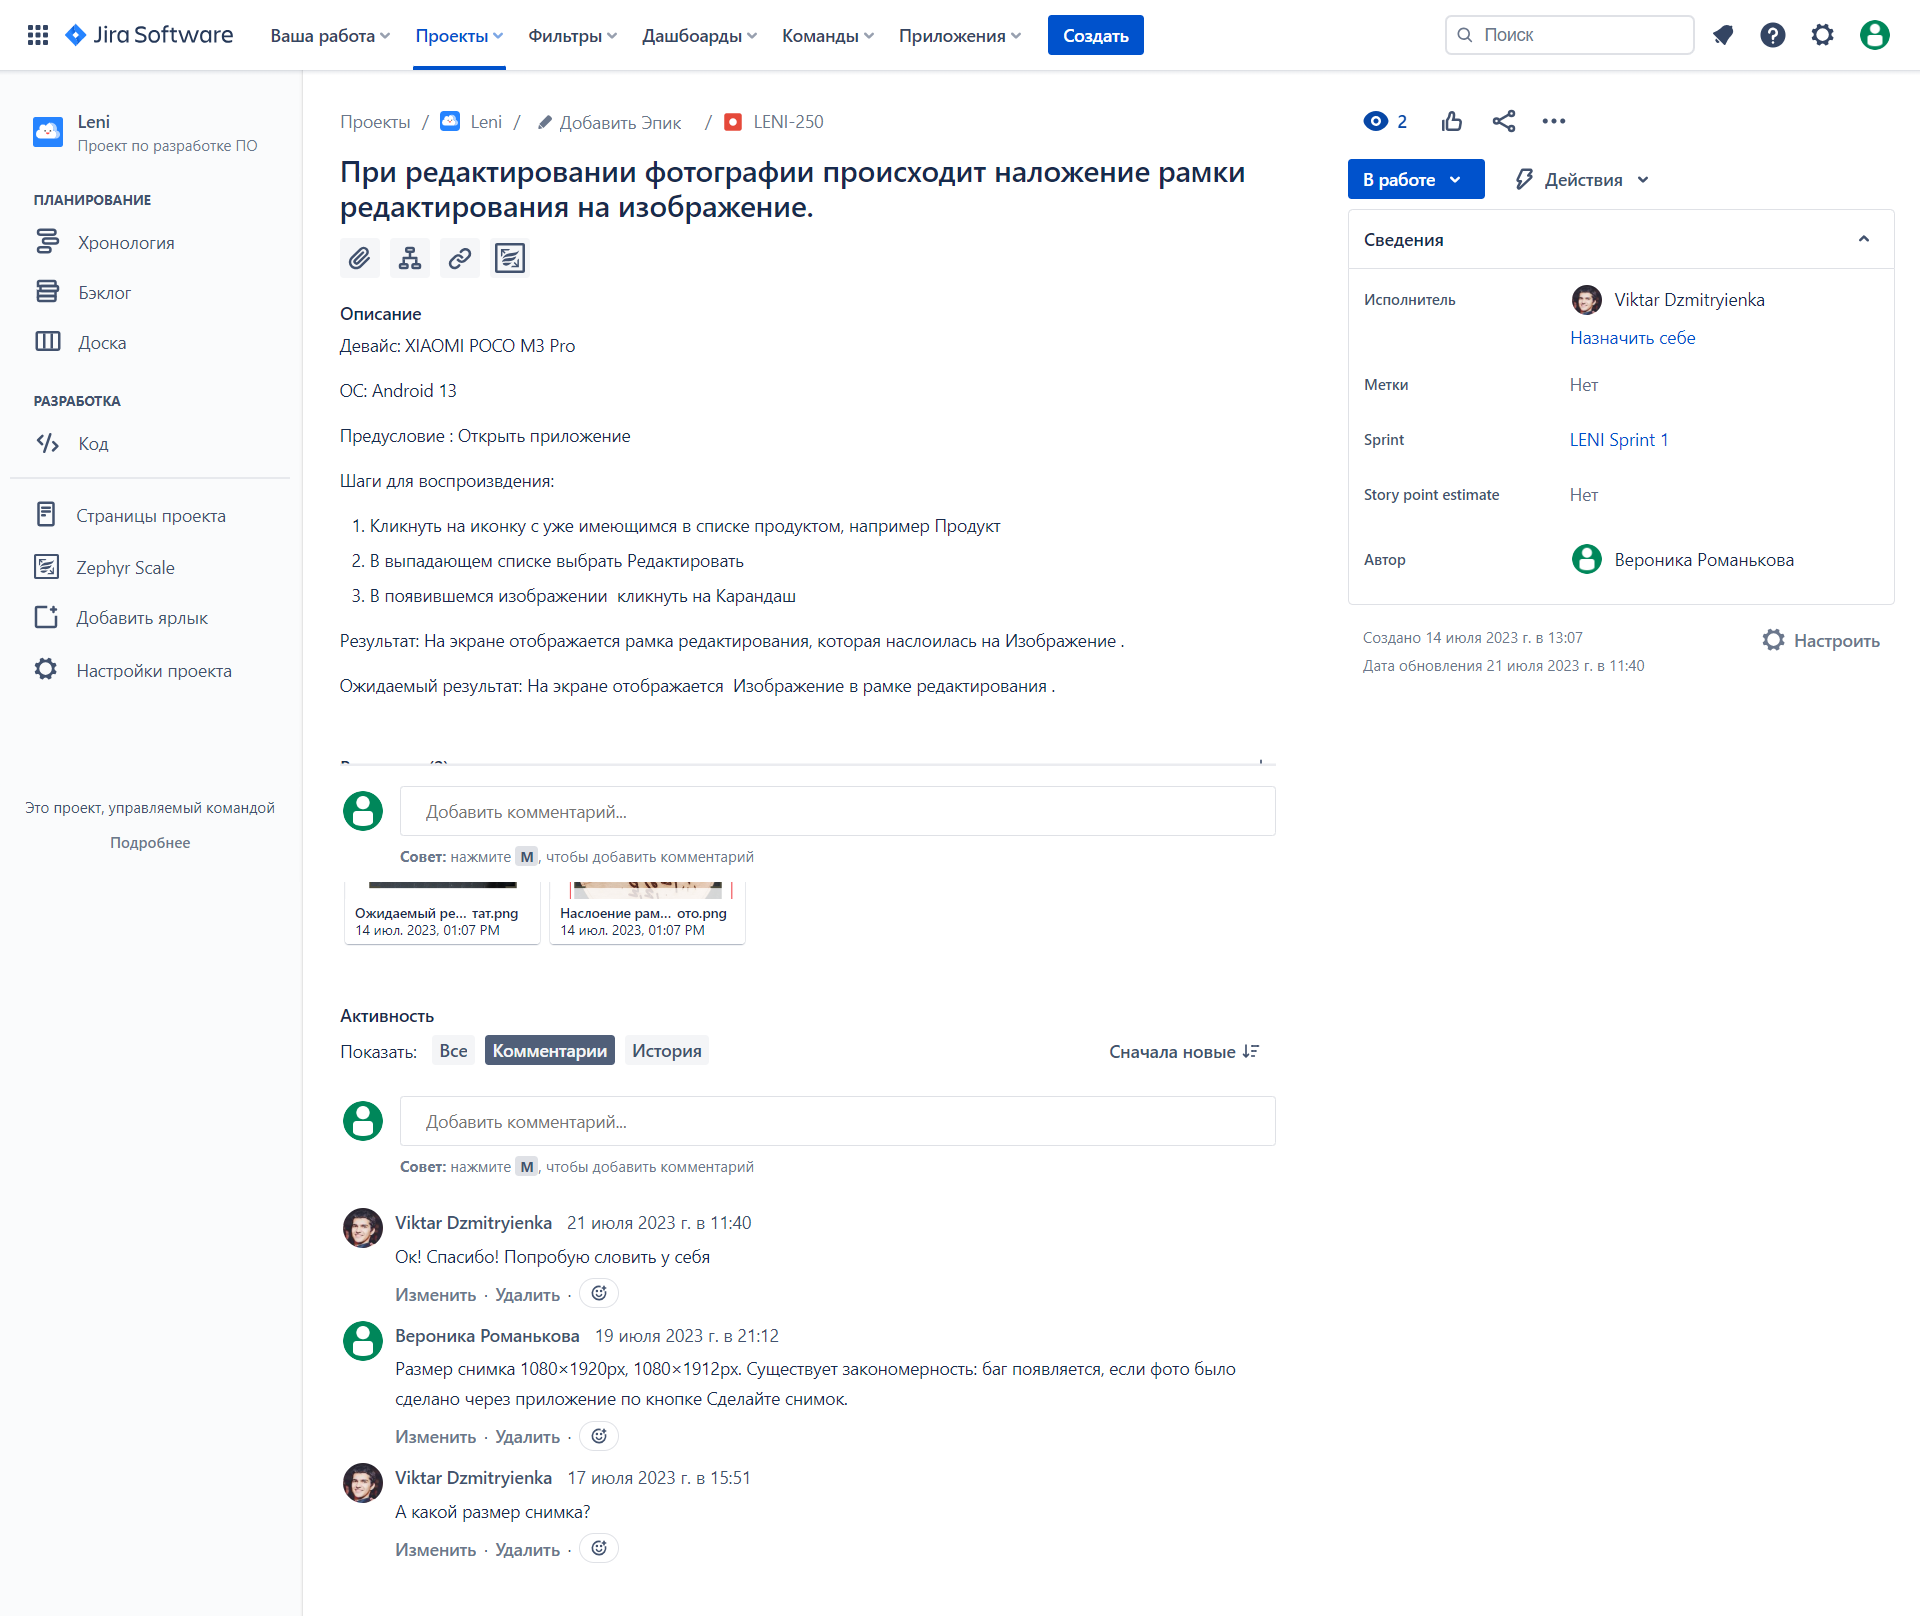 Jira Software Ваша работа Проекты Фильтры Дашбоарды Команды Приложения Создать Поиск
Leni
Проект по разработке ПО
ПЛАНИРОВАНИЕ
Хронология
Бэклог
Доска
РАЗРАБОТКА
Код
Страницы проекта
Zephyr Scale
Добавить ярлык
Настройки проекта
Это проект, управляемый командой
Подробнее
Проекты / Leni / Добавить Эпик / LENI-250
При редактировании фотографии происходит наложение рамки
редактирования на изображение.
Описание
Девайс: XIAOMI POCO M3 Pro
ОС: Android 13
Предусловие : Открыть приложение
Шаги для воспроизвдения:
1. Кликнуть на иконку с уже имеющимся в списке продуктом, например Продукт
2. В выпадающем списке выбрать Редактировать
3. В появившемся изображении кликнуть на Карандаш
Результат: На экране отображается рамка редактирования, которая наслоилась на Изображение .
Ожидаемый результат: На экране отображается Изображение в рамке редактирования .
Добавить комментарий...
Совет: нажмите M, чтобы добавить комментарий
Ожидаемый ре... тат.png
14 июл. 2023, 01:07 PM
Наслоение рам... ото.png
14 июл. 2023, 01:07 PM
Активность
Показать: Все Комментарии История Сначала новые
Добавить комментарий...
Совет: нажмите M, чтобы добавить комментарий
Viktar Dzmitryienka 21 июля 2023 г. в 11:40
Ок! Спасибо! Попробую словить у себя
Изменить · Удалить ·
Вероника Романькова 19 июля 2023 г. в 21:12
Размер снимка 1080×1920px, 1080×1912px. Существует закономерность: баг появляется, если фото было
сделано через приложение по кнопке Сделайте снимок.
Изменить · Удалить ·
Viktar Dzmitryienka 17 июля 2023 г. в 15:51
А какой размер снимка?
Изменить · Удалить ·
2
В работе Действия
Сведения
Исполнитель Viktar Dzmitryienka
Назначить себе
Метки Нет
Sprint LENI Sprint 1
Story point estimate Нет
Автор Вероника Романькова
Создано 14 июля 2023 г. в 13:07
Дата обновления 21 июля 2023 г. в 11:40
Настроить